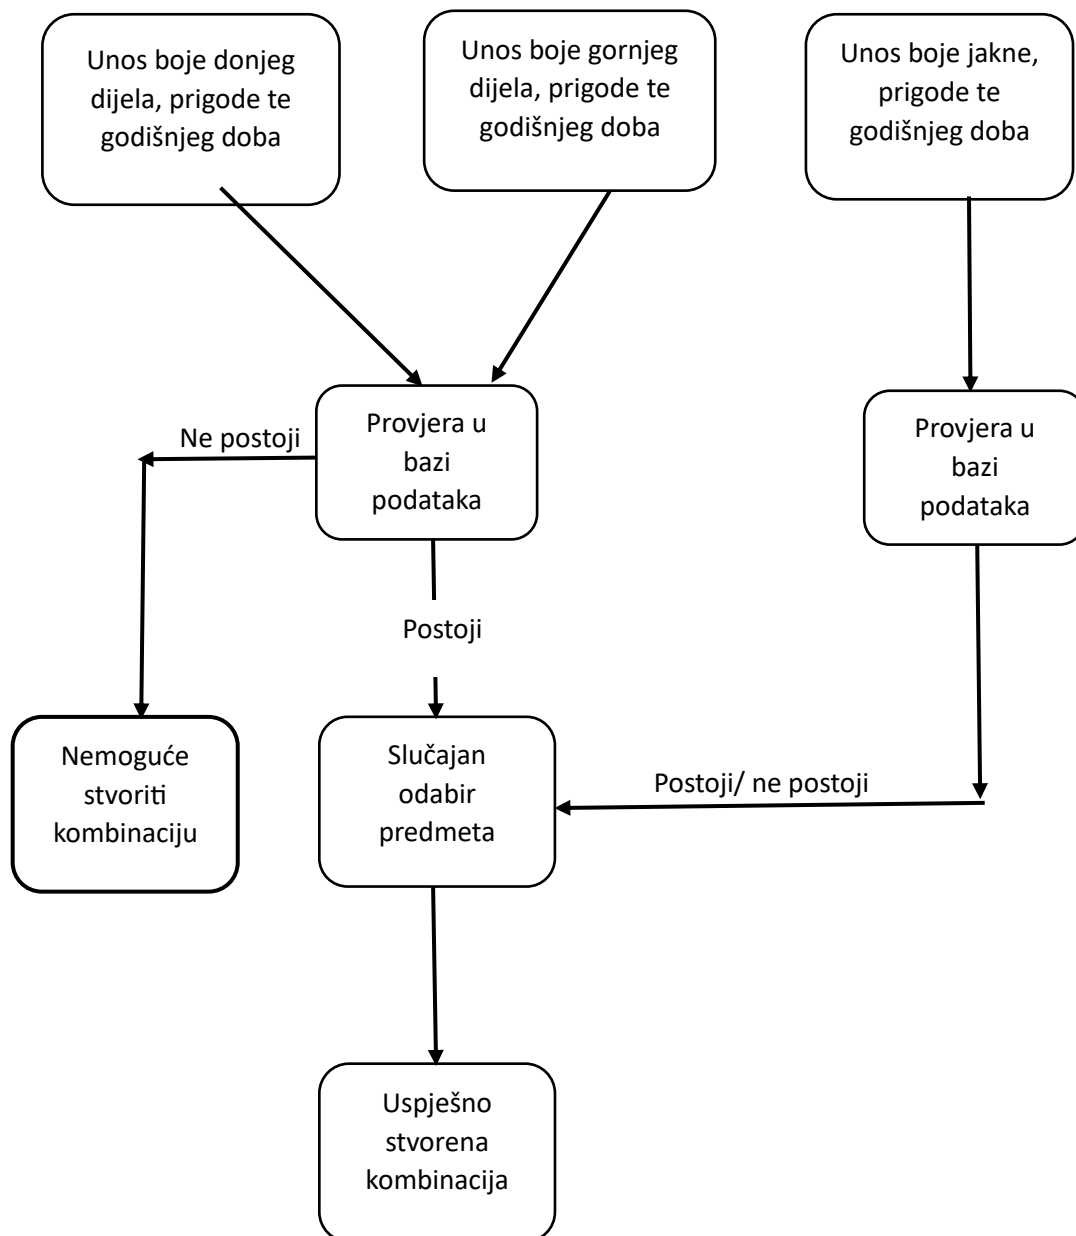 Unos boje donjeg
dijela, prigode te
godišnjeg doba
Unos boje gornjeg
dijela, prigode te
godišnjeg doba
Unos boje jakne,
prigode te
godišnjeg doba
Ne postoji
Provjera u
bazi
podataka
Provjera u
bazi
podataka
Postoji
Nemoguće
stvoriti
kombinaciju
Slučajan
odabir
predmeta
Postoji/ ne postoji
Uspješno
stvorena
kombinacija